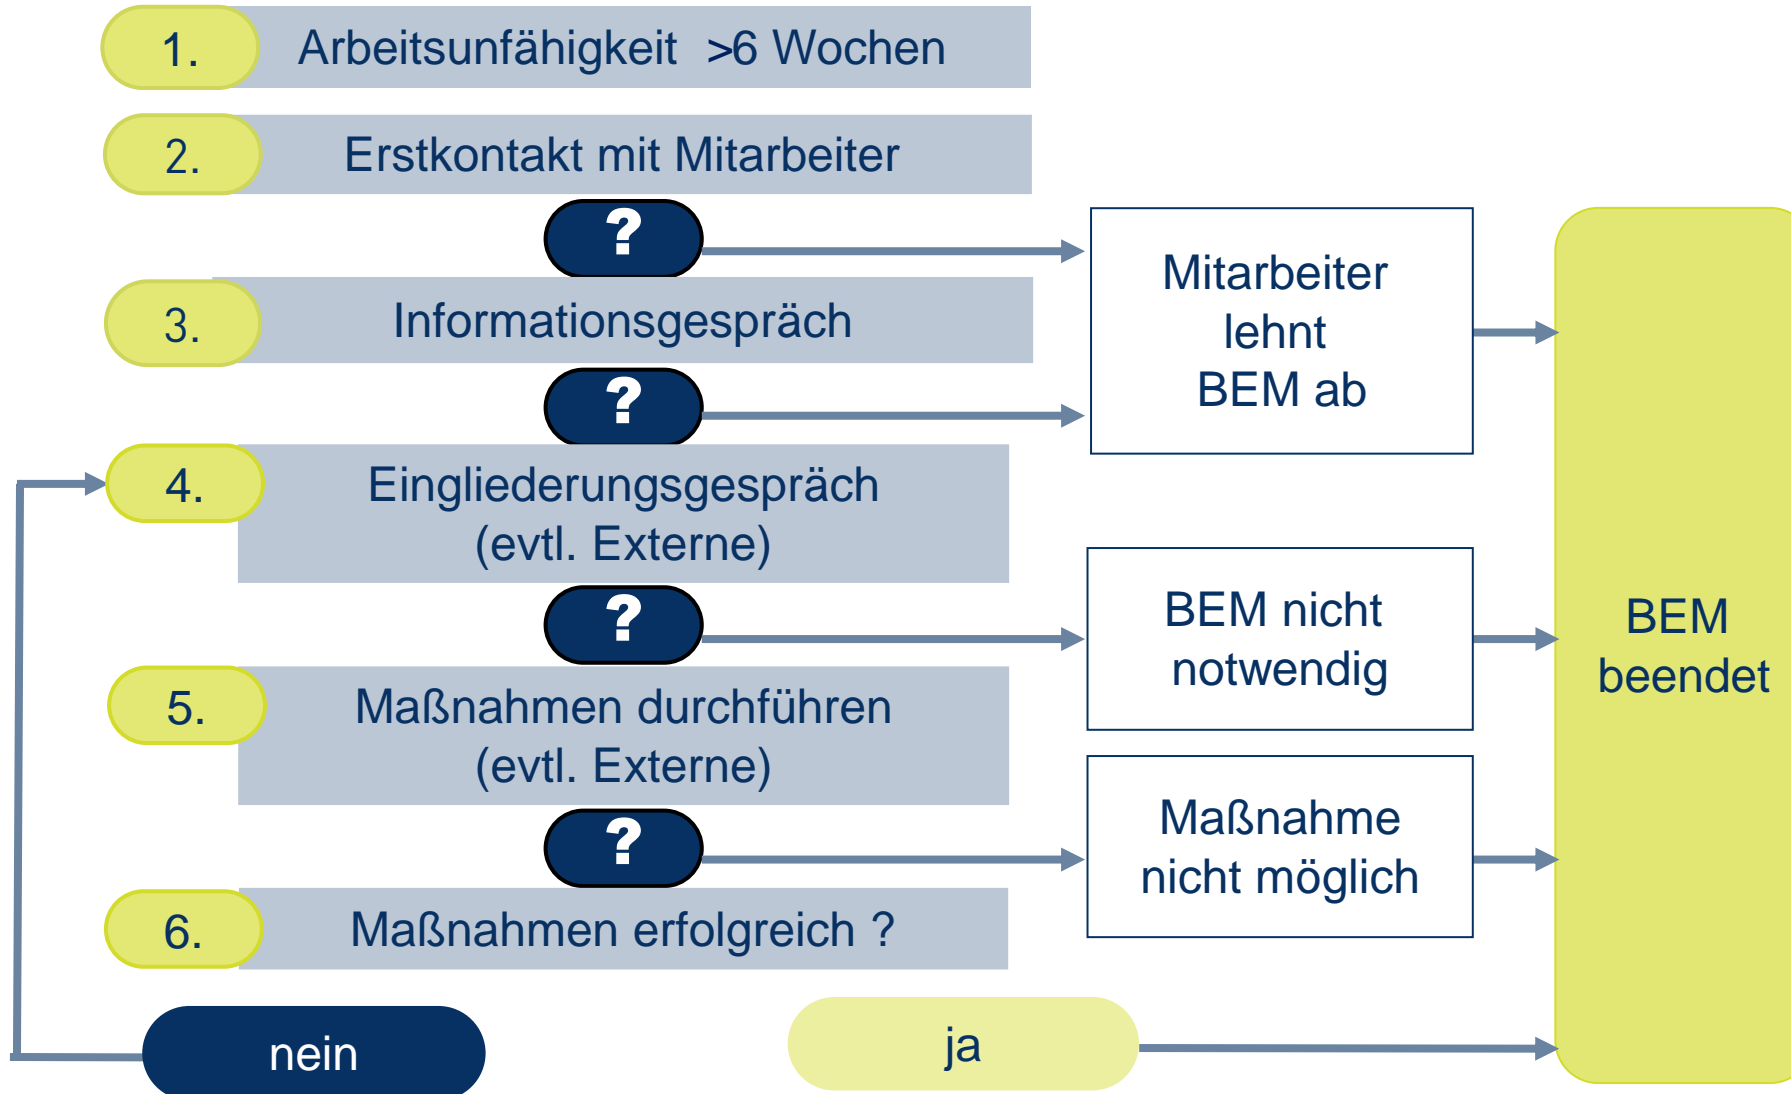 1.
Arbeitsunfähigkeit >6 Wochen
2.
Erstkontakt mit Mitarbeiter
?
3.
Informationsgespräch
?
Mitarbeiter
lehnt
BEM ab
4.
Eingliederungsgespräch
(evtl. Externe)
?
BEM nicht
notwendig
5.
Maßnahmen durchführen
(evtl. Externe)
?
Maßnahme
nicht möglich
6.
Maßnahmen erfolgreich ?
nein
ja
BEM
beendet